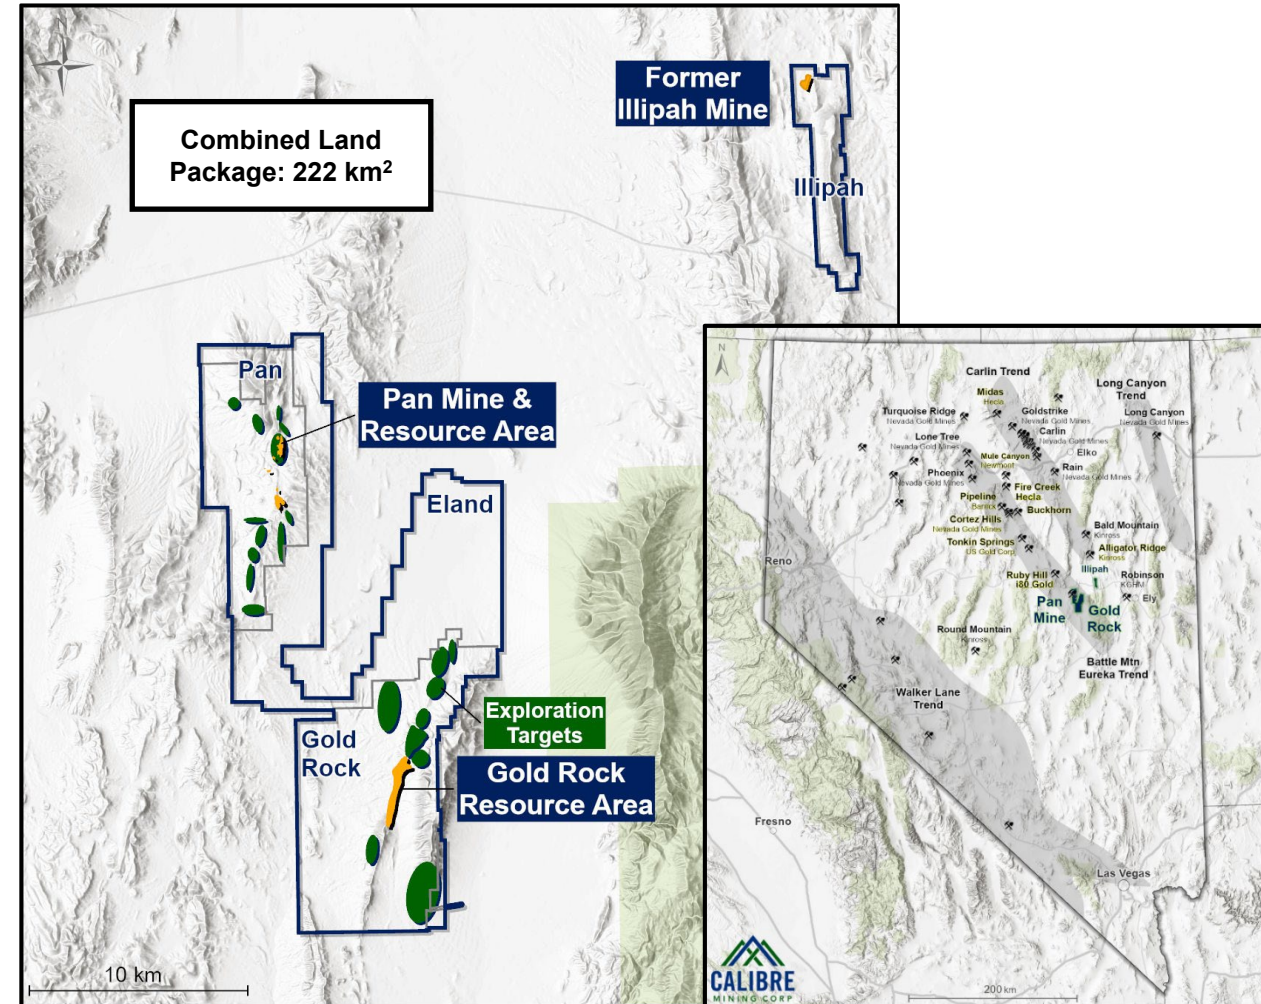 Former
Illipah Mine
Combined Land
Package: 222 km²
Illipah
Pan
Pan Mine &
Resource Area
Eland
Exploration
Targets
Gold
Rock
Gold Rock
Resource Area
10 km
N
Carlin Trend
Long Canyon
Trend
Midas
Hecla
Turquoise Ridge
Nevada Gold Mines
Goldstrike
Nevada Gold Mines
Long Canyon
Nevada Gold Mines
Lone Tree
Nevada Gold Mines
Carlin
Nevada Gold Mines
Elko
Mule Canyon
Newmont
Rain
Nevada Gold Mines
Phoenix
Nevada Gold Mines
Fire Creek
Hecla
Pipeline
Barrick
Buckhorn
Cortez Hills
Nevada Gold Mines
Bald Mountain
Kinross
Tonkin Springs
US Gold Corp
Alligator Ridge
Kinross
Reno
Illipah
Ruby Hill
i80 Gold
Robinson
KGHM
Ely
Pan
Mine
Gold
Rock
Round Mountain
Kinross
Battle Mtn
Eureka Trend
Walker Lane
Trend
Fresno
Las Vegas
CALIBRE
MINING CORP
200 km